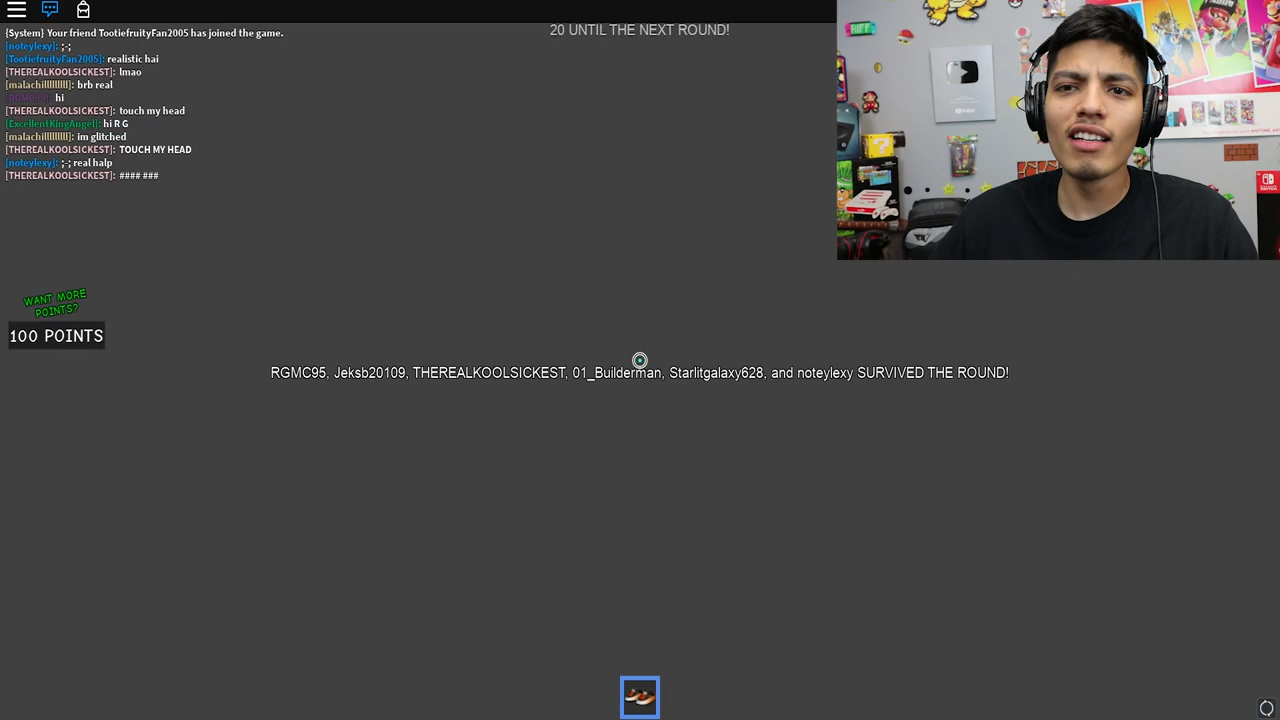 20 UNTIL THE NEXT ROUND!
{System} Your friend TootiefruityFan2005 has joined the game.
[noteylexy]: ;-;
[TootiefruityFan2005]: realistic hai
[THEREALKOOLSICKEST]: lmao
[malachillllllllll]: brb real
hi
[THEREALKOOLSICKEST]: touch my head
[ExcellentKingAngel]: hi R G
[malachillllllllll]: im glitched
[THEREALKOOLSICKEST]: TOUCH MY HEAD
[noteylexy]: ;-; real halp
[THEREALKOOLSICKEST]: #### ###
WANT MORE
POINTS?
100 POINTS
RGMC95, Jeksb20109, THEREALKOOLSICKEST, 01_Builderman, Starlitgalaxy628, and noteylexy SURVIVED THE ROUND!